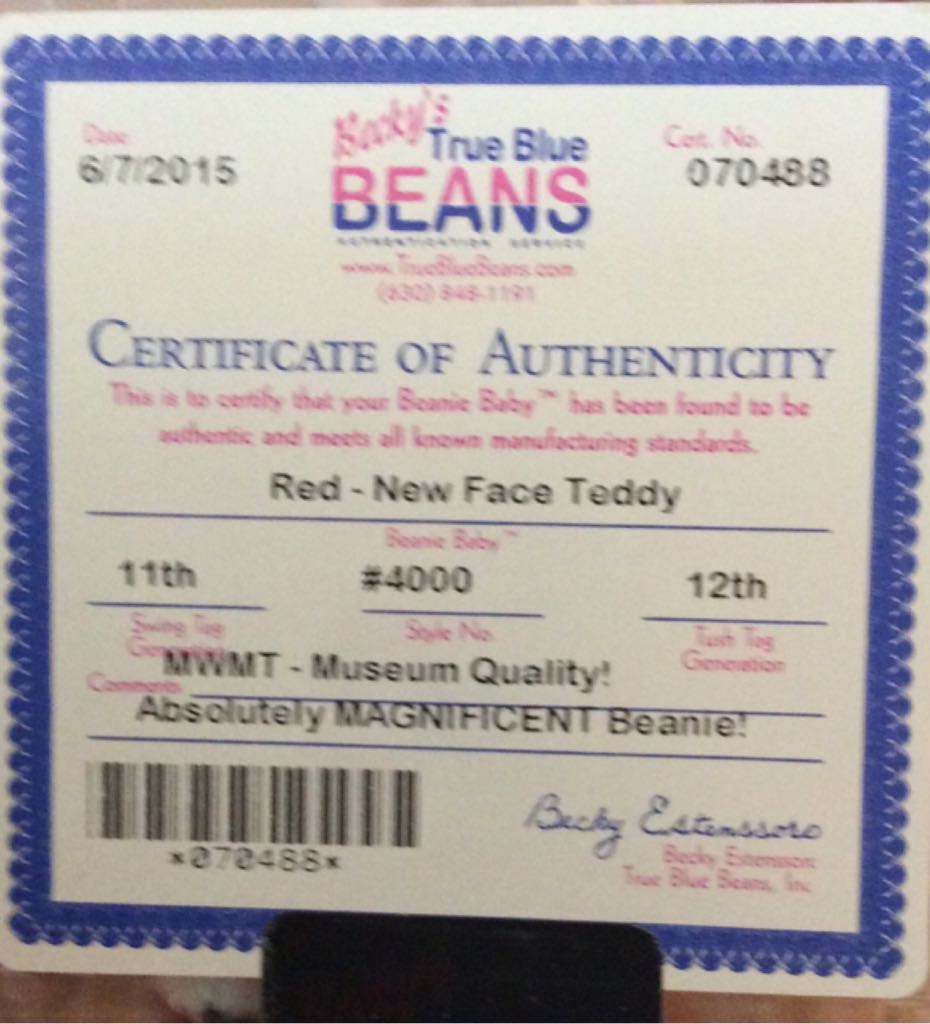 Date
6/7/2015
Becky's
True Blue
BEANS
AUTHENTICATION SERVICE
www.TrueBlueBeans.com
(630) 848-1191
Cert. No.
070488
CERTIFICATE OF AUTHENTICITY
This is to certify that your Beanie Baby™ has been found to be
authentic and meets all known manufacturing standards.
Red - New Face Teddy
Beanie Baby™
11th #4000 12th
Swing Tag Style No. Tush Tag
Generation Generation
MWMT - Museum Quality!
Comments
Absolutely MAGNIFICENT Beanie!
*070488*
Becky Estenssoro
Becky Estenssoro
True Blue Beans, Inc